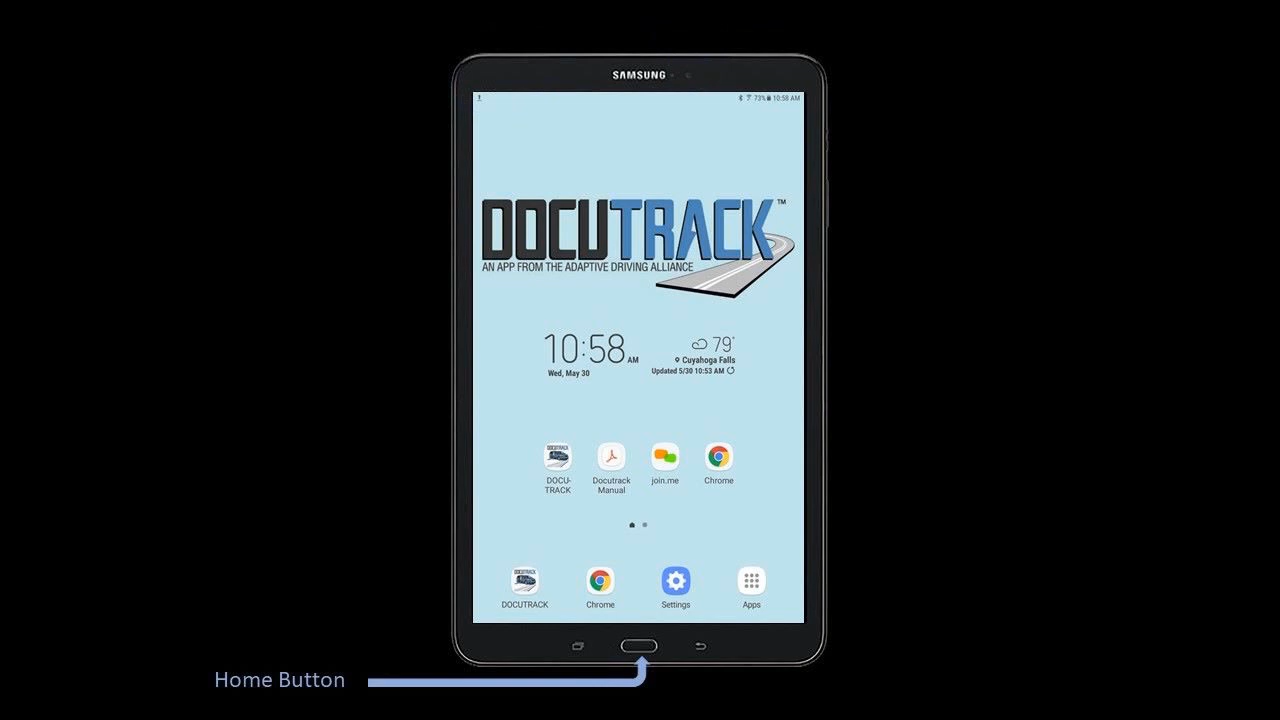 SAMSUNG
73% 10:58 AM
DOCUTRACK™
AN APP FROM THE ADAPTIVE DRIVING ALLIANCE
10:58 AM
Wed, May 30
79°
Cuyahoga Falls
Updated 5/30 10:53 AM
DOCUTRACK
DOCU-
TRACK
Docutrack
Manual
join.me
Chrome
DOCUTRACK
DOCUTRACK
Chrome
Settings
Apps
Home Button